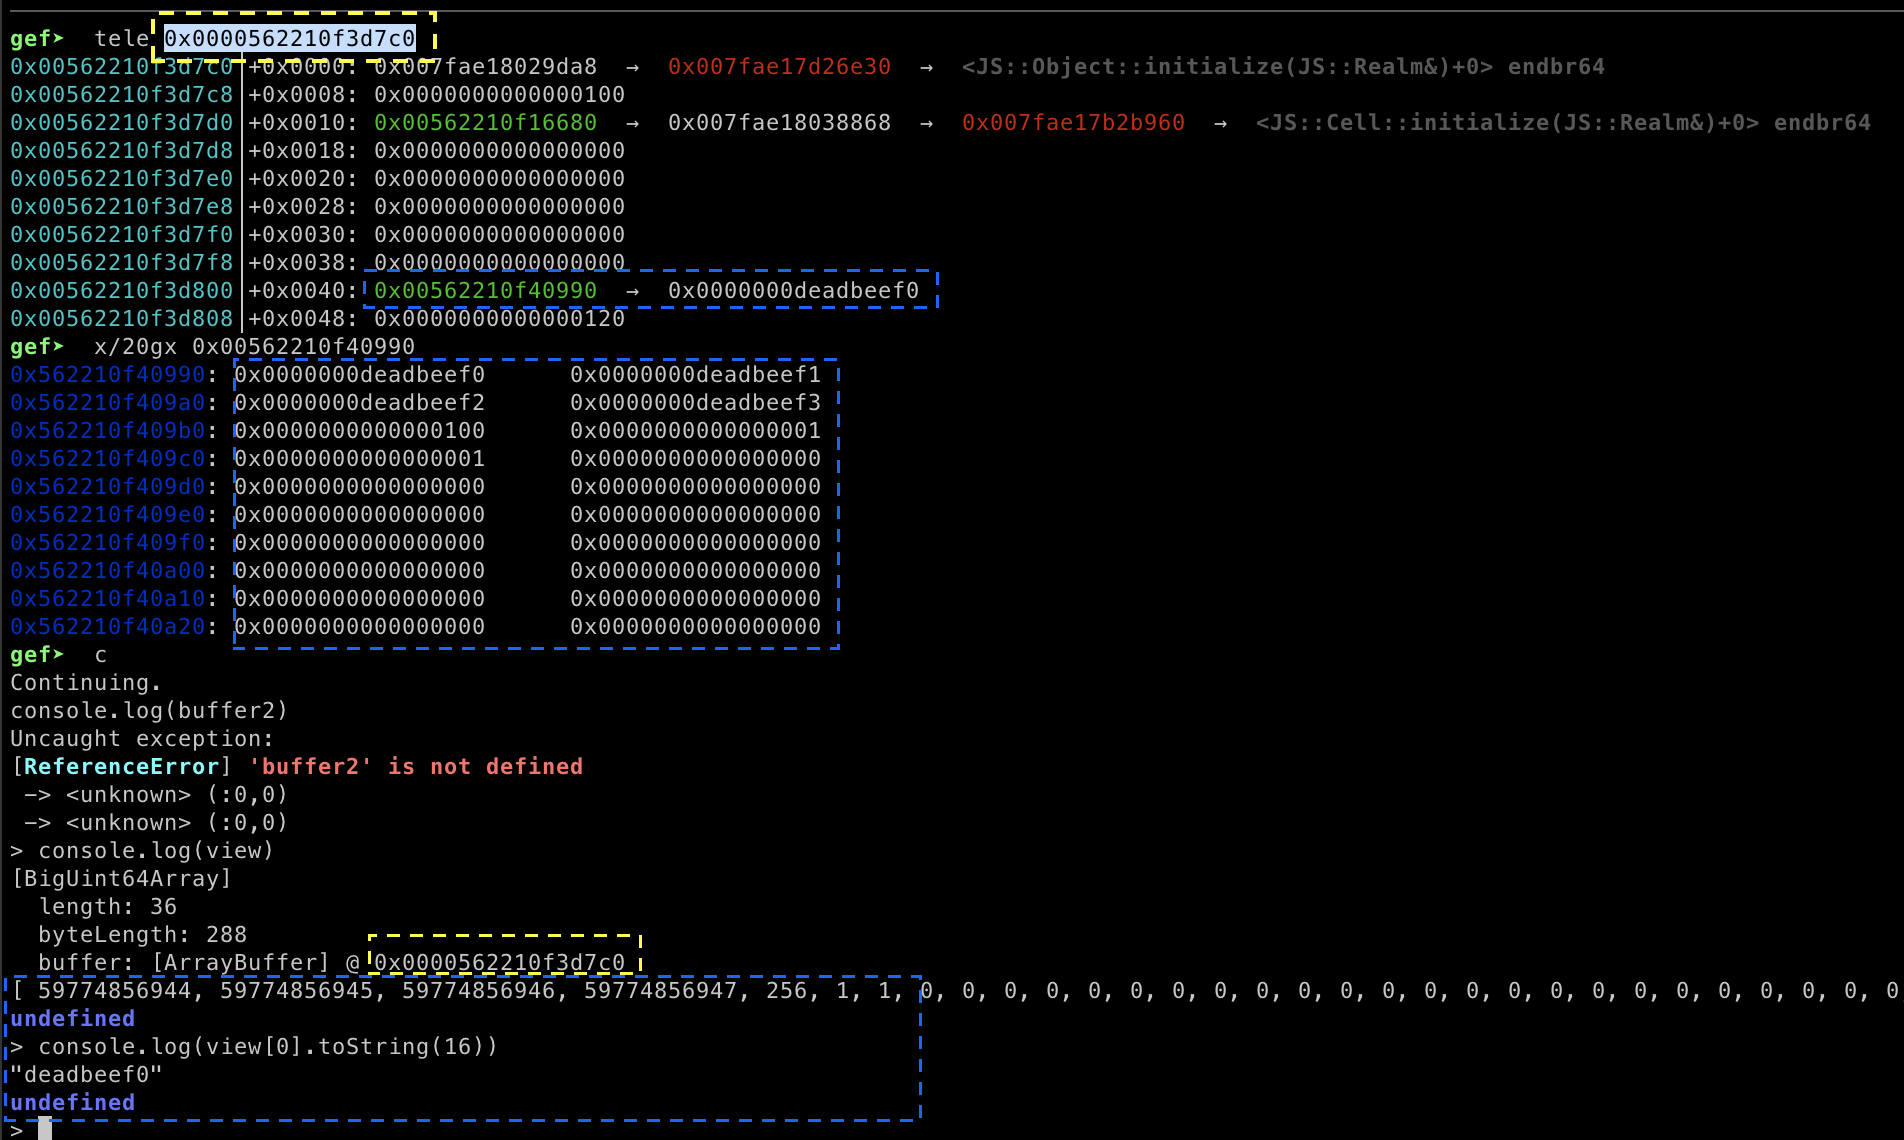 gef➤  tele 0x0000562210f3d7c0
0x00562210f3d7c0│+0x0000: 0x007fae18029da8  →  0x007fae17d26e30  →  <JS::Object::initialize(JS::Realm&)+0> endbr64
0x00562210f3d7c8│+0x0008: 0x0000000000000100
0x00562210f3d7d0│+0x0010: 0x00562210f16680  →  0x007fae18038868  →  0x007fae17b2b960  →  <JS::Cell::initialize(JS::Realm&)+0> endbr64
0x00562210f3d7d8│+0x0018: 0x0000000000000000
0x00562210f3d7e0│+0x0020: 0x0000000000000000
0x00562210f3d7e8│+0x0028: 0x0000000000000000
0x00562210f3d7f0│+0x0030: 0x0000000000000000
0x00562210f3d7f8│+0x0038: 0x0000000000000000
0x00562210f3d800│+0x0040: 0x00562210f40990  →  0x0000000deadbeef0
0x00562210f3d808│+0x0048: 0x0000000000000120
gef➤  x/20gx 0x00562210f40990
0x562210f40990: 0x0000000deadbeef0      0x0000000deadbeef1
0x562210f409a0: 0x0000000deadbeef2      0x0000000deadbeef3
0x562210f409b0: 0x0000000000000100      0x0000000000000001
0x562210f409c0: 0x0000000000000001      0x0000000000000000
0x562210f409d0: 0x0000000000000000      0x0000000000000000
0x562210f409e0: 0x0000000000000000      0x0000000000000000
0x562210f409f0: 0x0000000000000000      0x0000000000000000
0x562210f40a00: 0x0000000000000000      0x0000000000000000
0x562210f40a10: 0x0000000000000000      0x0000000000000000
0x562210f40a20: 0x0000000000000000      0x0000000000000000
gef➤  c
Continuing.
console.log(buffer2)
Uncaught exception:
[ReferenceError] 'buffer2' is not defined
 -> <unknown> (:0,0)
 -> <unknown> (:0,0)
> console.log(view)
[BigUint64Array]
  length: 36
  byteLength: 288
  buffer: [ArrayBuffer] @ 0x0000562210f3d7c0
[ 59774856944, 59774856945, 59774856946, 59774856947, 256, 1, 1, 0, 0, 0, 0, 0, 0, 0, 0, 0, 0, 0, 0, 0, 0, 0, 0, 0, 0, 0, 0, 0, 0, 0
undefined
> console.log(view[0].toString(16))
"deadbeef0"
undefined
>